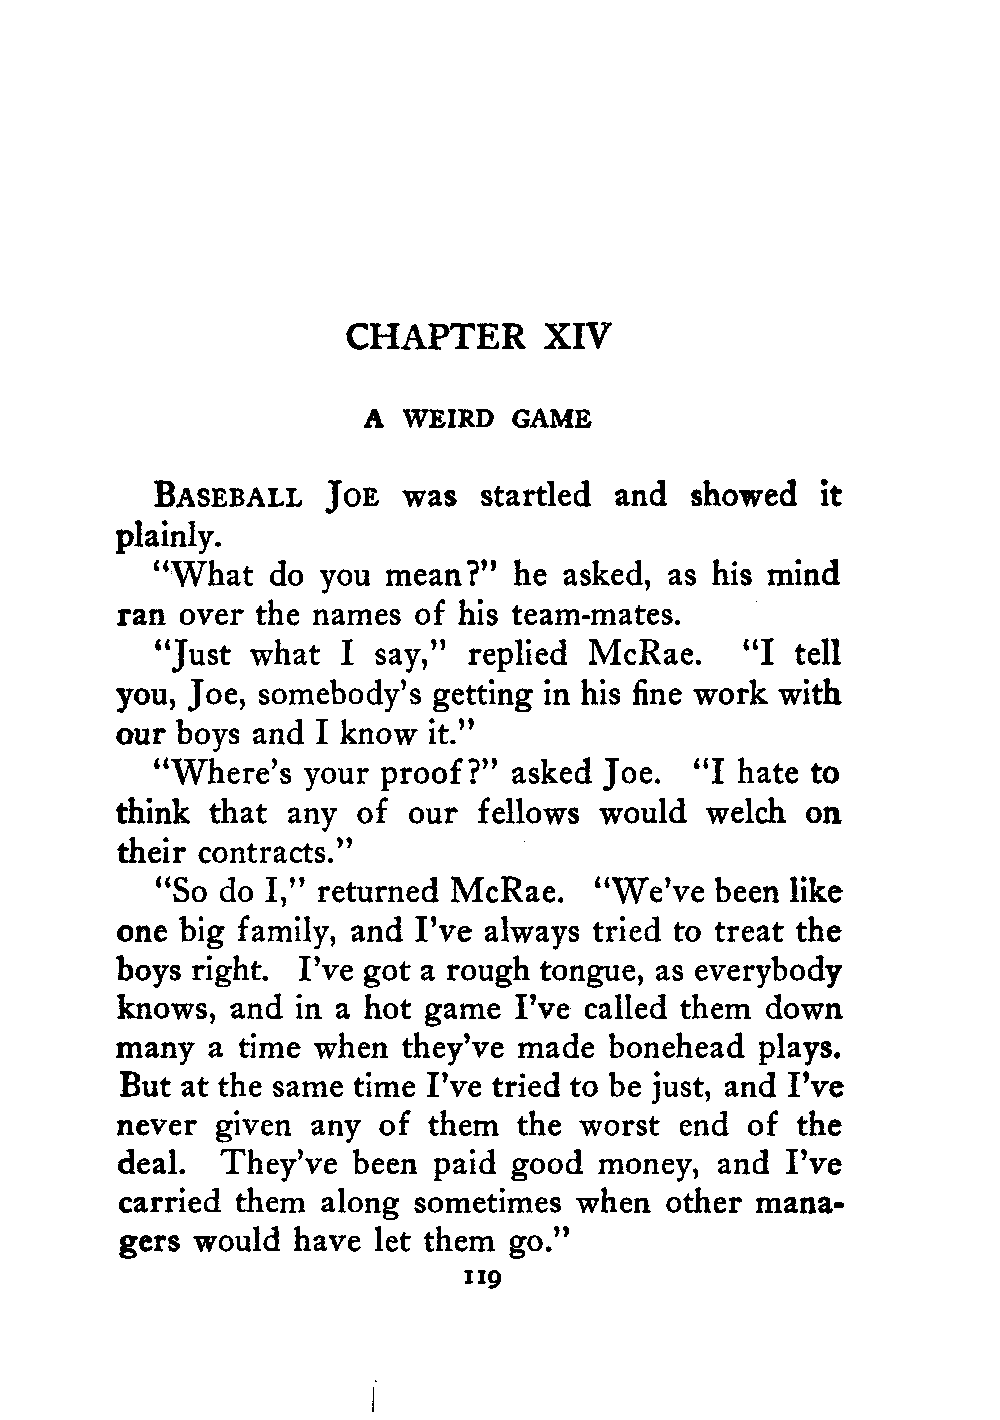 CHAPTER XIV
A WEIRD GAME
BASEBALL JOE was startled and showed it
plainly.
"What do you mean?" he asked, as his mind
ran over the names of his team-mates.
"Just what I say," replied McRae. "I tell
you, Joe, somebody's getting in his fine work with
our boys and I know it."
"Where's your proof?" asked Joe. "I hate to
think that any of our fellows would welch on
their contracts."
"So do I," returned McRae. "We've been like
one big family, and I've always tried to treat the
boys right. I've got a rough tongue, as everybody
knows, and in a hot game I've called them down
many a time when they've made bonehead plays.
But at the same time I've tried to be just, and I've
never given any of them the worst end of the
deal. They've been paid good money, and I've
carried them along sometimes when other mana-
gers would have let them go."
119